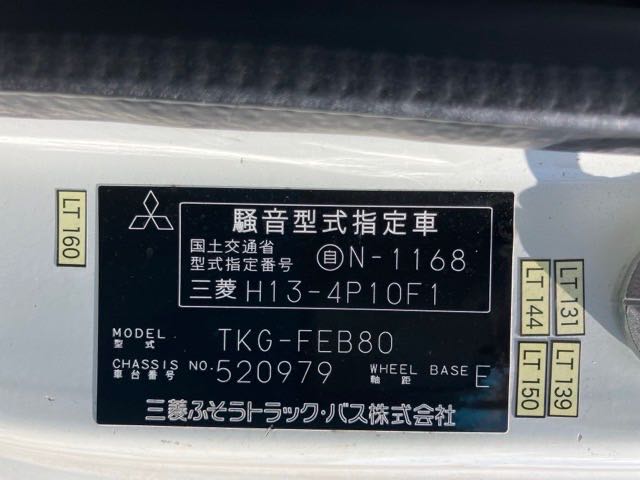 LT 160
騒音型式指定車
国土交通省
型式指定番号 自N-1168
三菱 H13-4P10F1
MODEL
型式 TKG-FEB80
CHASSIS NO.
車台番号 520979
WHEEL BASE
軸距 E
三菱ふそうトラック・バス株式会社
LT 144
LT 131
LT 150
LT 139